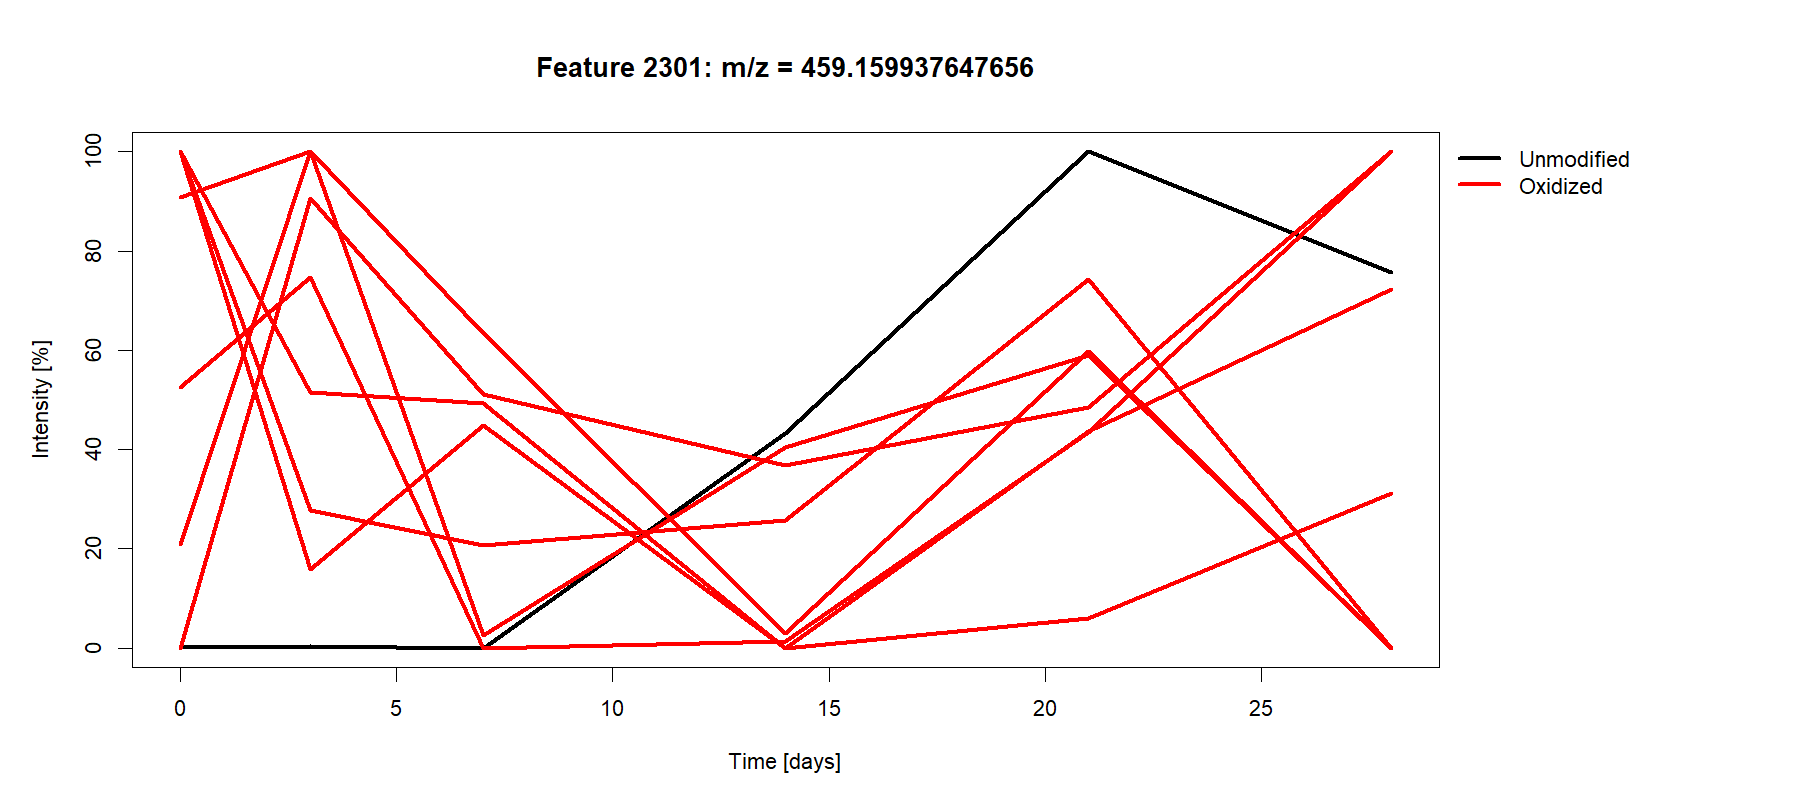 Feature 2301: m/z = 459.159937647656
Unmodified
Oxidized
Intensity [%]
100
80
60
40
20
0
0 5 10 15 20 25
Time [days]